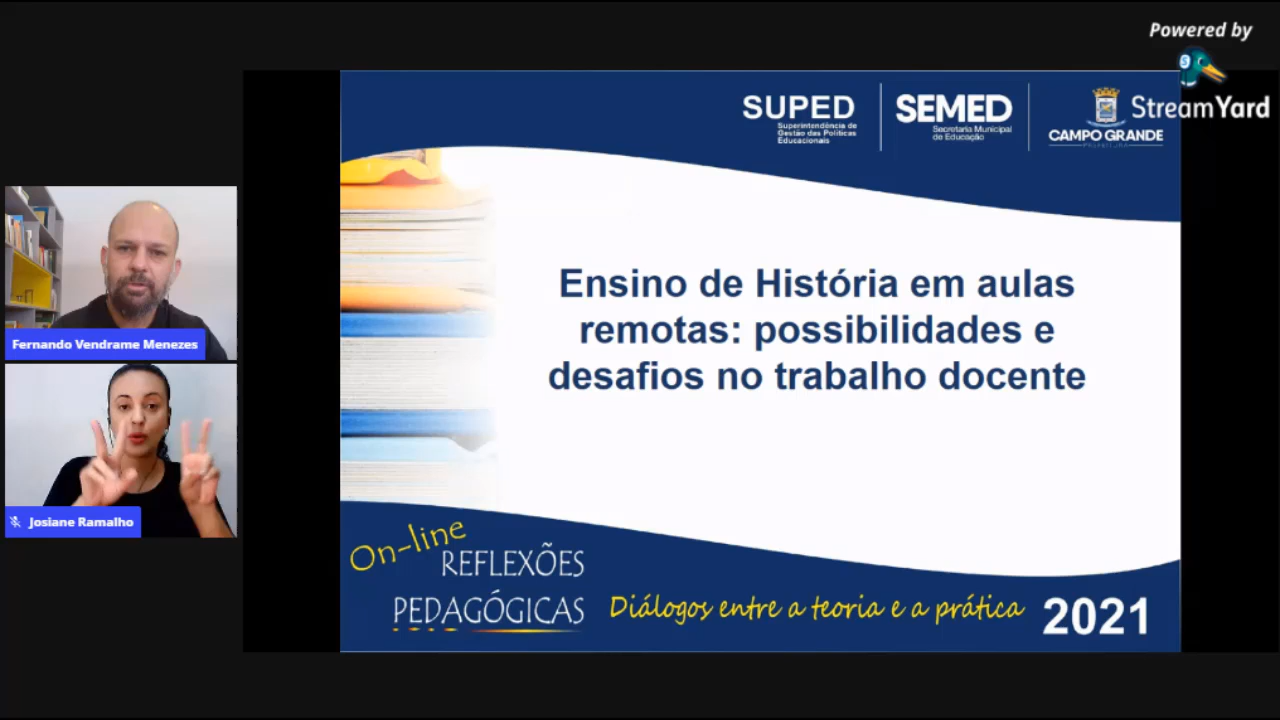 Powered by
StreamYard
SUPED
Superintendência de
Gestão das Políticas
Educacionais
SEMED
Secretaria Municipal
de Educação
CAMPO GRANDE
PREFEITURA
Fernando Vendrame Menezes
Josiane Ramalho
Ensino de História em aulas
remotas: possibilidades e
desafios no trabalho docente
On-line
REFLEXÕES
PEDAGÓGICAS
Diálogos entre a teoria e a prática
2021